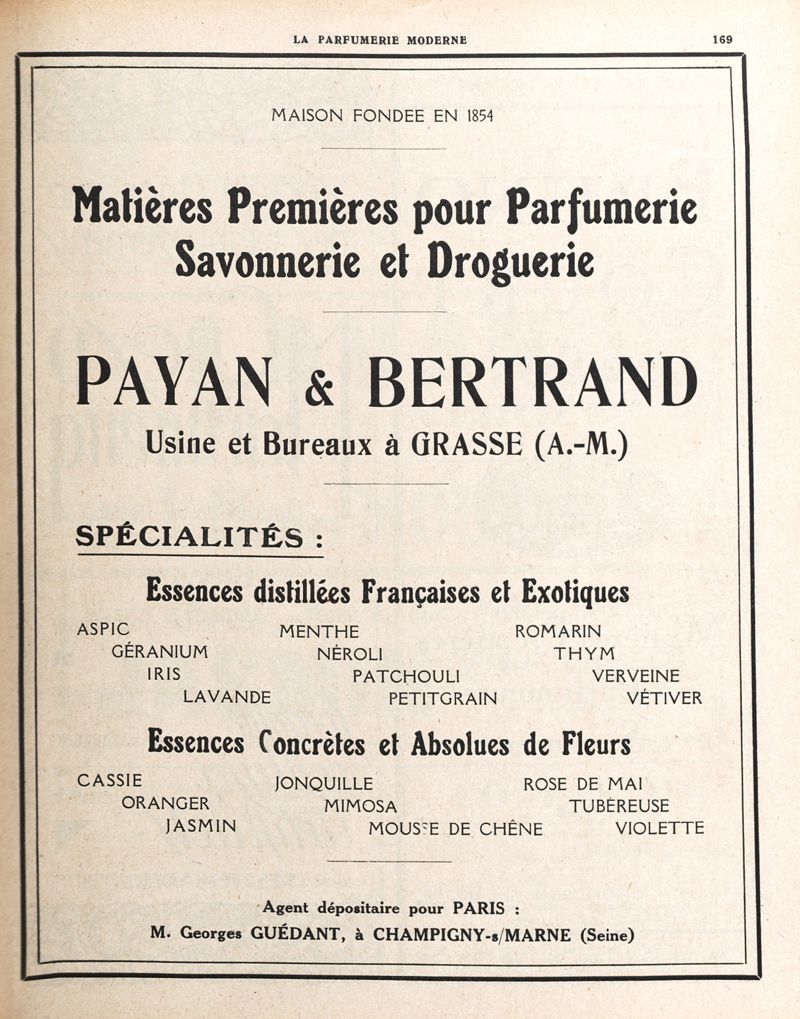 LA PARFUMERIE MODERNE 169
MAISON FONDEE EN 1854
Matières Premières pour Parfumerie
Savonnerie et Droguerie
PAYAN & BERTRAND
Usine et Bureaux à GRASSE (A.-M.)
SPÉCIALITÉS :
Essences distillées Françaises et Exotiques
ASPIC MENTHE ROMARIN
GÉRANIUM NÉROLI THYM
IRIS PATCHOULI VERVEINE
LAVANDE PETITGRAIN VÉTIVER
Essences Concrètes et Absolues de Fleurs
CASSIE JONQUILLE ROSE DE MAI
ORANGER MIMOSA TUBÉREUSE
JASMIN MOUSSE DE CHÊNE VIOLETTE
Agent dépositaire pour PARIS :
M. Georges GUÉDANT, à CHAMPIGNY-s/MARNE (Seine)